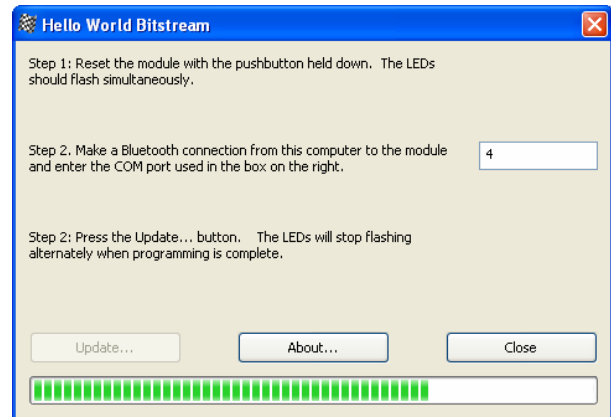 Hello World Bitstream
Step 1: Reset the module with the pushbutton held down. The LEDs
should flash simultaneously.
Step 2. Make a Bluetooth connection from this computer to the module
and enter the COM port used in the box on the right.
4
Step 2: Press the Update... button. The LEDs will stop flashing
alternately when programming is complete.
Update...
About...
Close